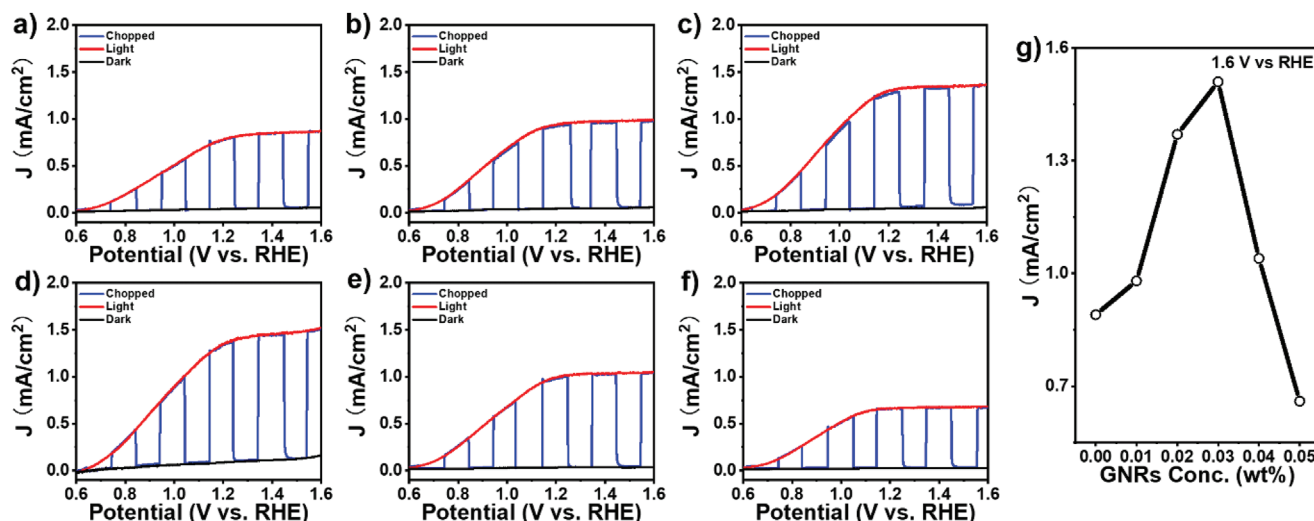 a)
2.0
1.5
1.0
0.5
0.0
J (mA/cm²)
Chopped
Light
Dark
0.6 0.8 1.0 1.2 1.4 1.6
Potential (V vs. RHE)
b)
2.0
1.5
1.0
0.5
0.0
J (mA/cm²)
Chopped
Light
Dark
0.6 0.8 1.0 1.2 1.4 1.6
Potential (V vs. RHE)
c)
2.0
1.5
1.0
0.5
0.0
J (mA/cm²)
Chopped
Light
Dark
0.6 0.8 1.0 1.2 1.4 1.6
Potential (V vs. RHE)
d)
2.0
1.5
1.0
0.5
0.0
J (mA/cm²)
Chopped
Light
Dark
0.6 0.8 1.0 1.2 1.4 1.6
Potential (V vs. RHE)
e)
2.0
1.5
1.0
0.5
0.0
J (mA/cm²)
Chopped
Light
Dark
0.6 0.8 1.0 1.2 1.4 1.6
Potential (V vs. RHE)
f)
2.0
1.5
1.0
0.5
0.0
J (mA/cm²)
Chopped
Light
Dark
0.6 0.8 1.0 1.2 1.4 1.6
Potential (V vs. RHE)
g)
1.6
1.3
1.0
0.7
J (mA/cm²)
1.6 V vs RHE
0.00 0.01 0.02 0.03 0.04 0.05
GNRs Conc. (wt%)